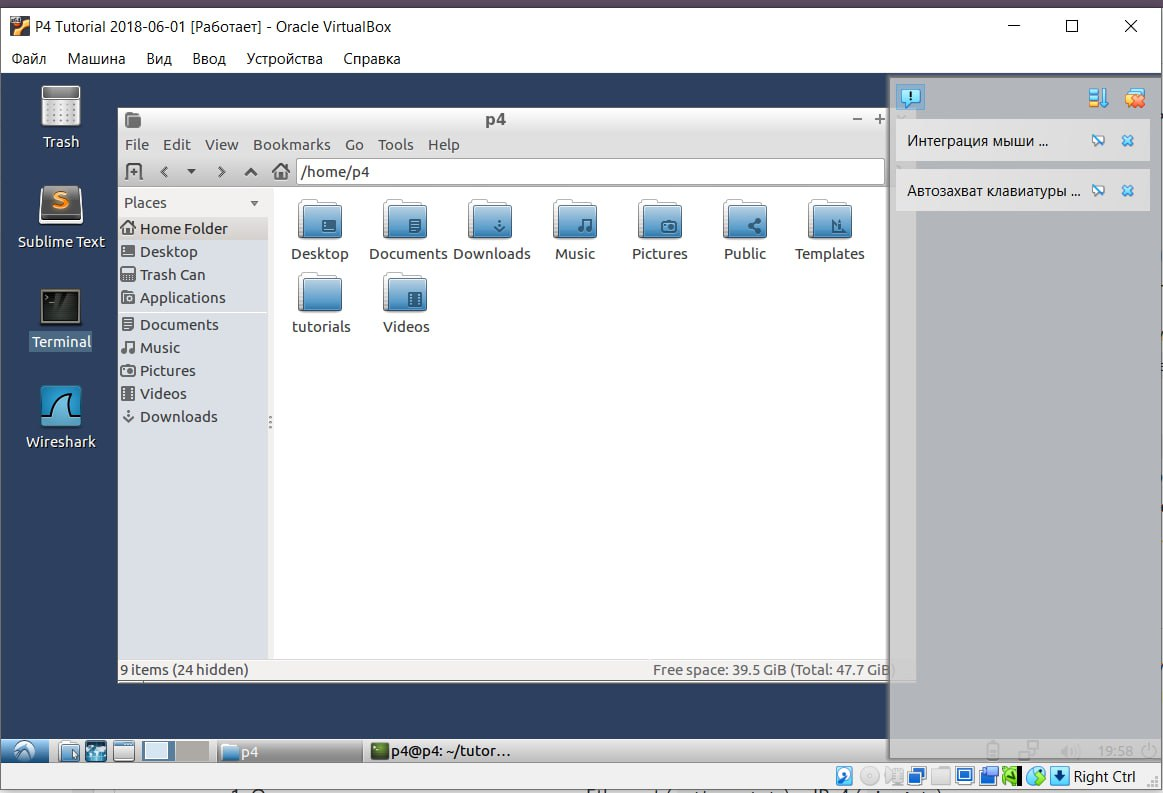 P4 Tutorial 2018-06-01 [Работает] - Oracle VirtualBox
Файл Машина Вид Ввод Устройства Справка
Trash
Sublime Text
Terminal
Wireshark
p4
File Edit View Bookmarks Go Tools Help
/home/p4
Places
Home Folder
Desktop
Trash Can
Applications
Documents
Music
Pictures
Videos
Downloads
Desktop Documents Downloads Music Pictures Public Templates
tutorials Videos
9 items (24 hidden) Free space: 39.5 GiB (Total: 47.7 GiB
Интеграция мыши ...
Автозахват клавиатуры ...
p4 p4@p4: ~/tutor... 19:58
Right Ctrl